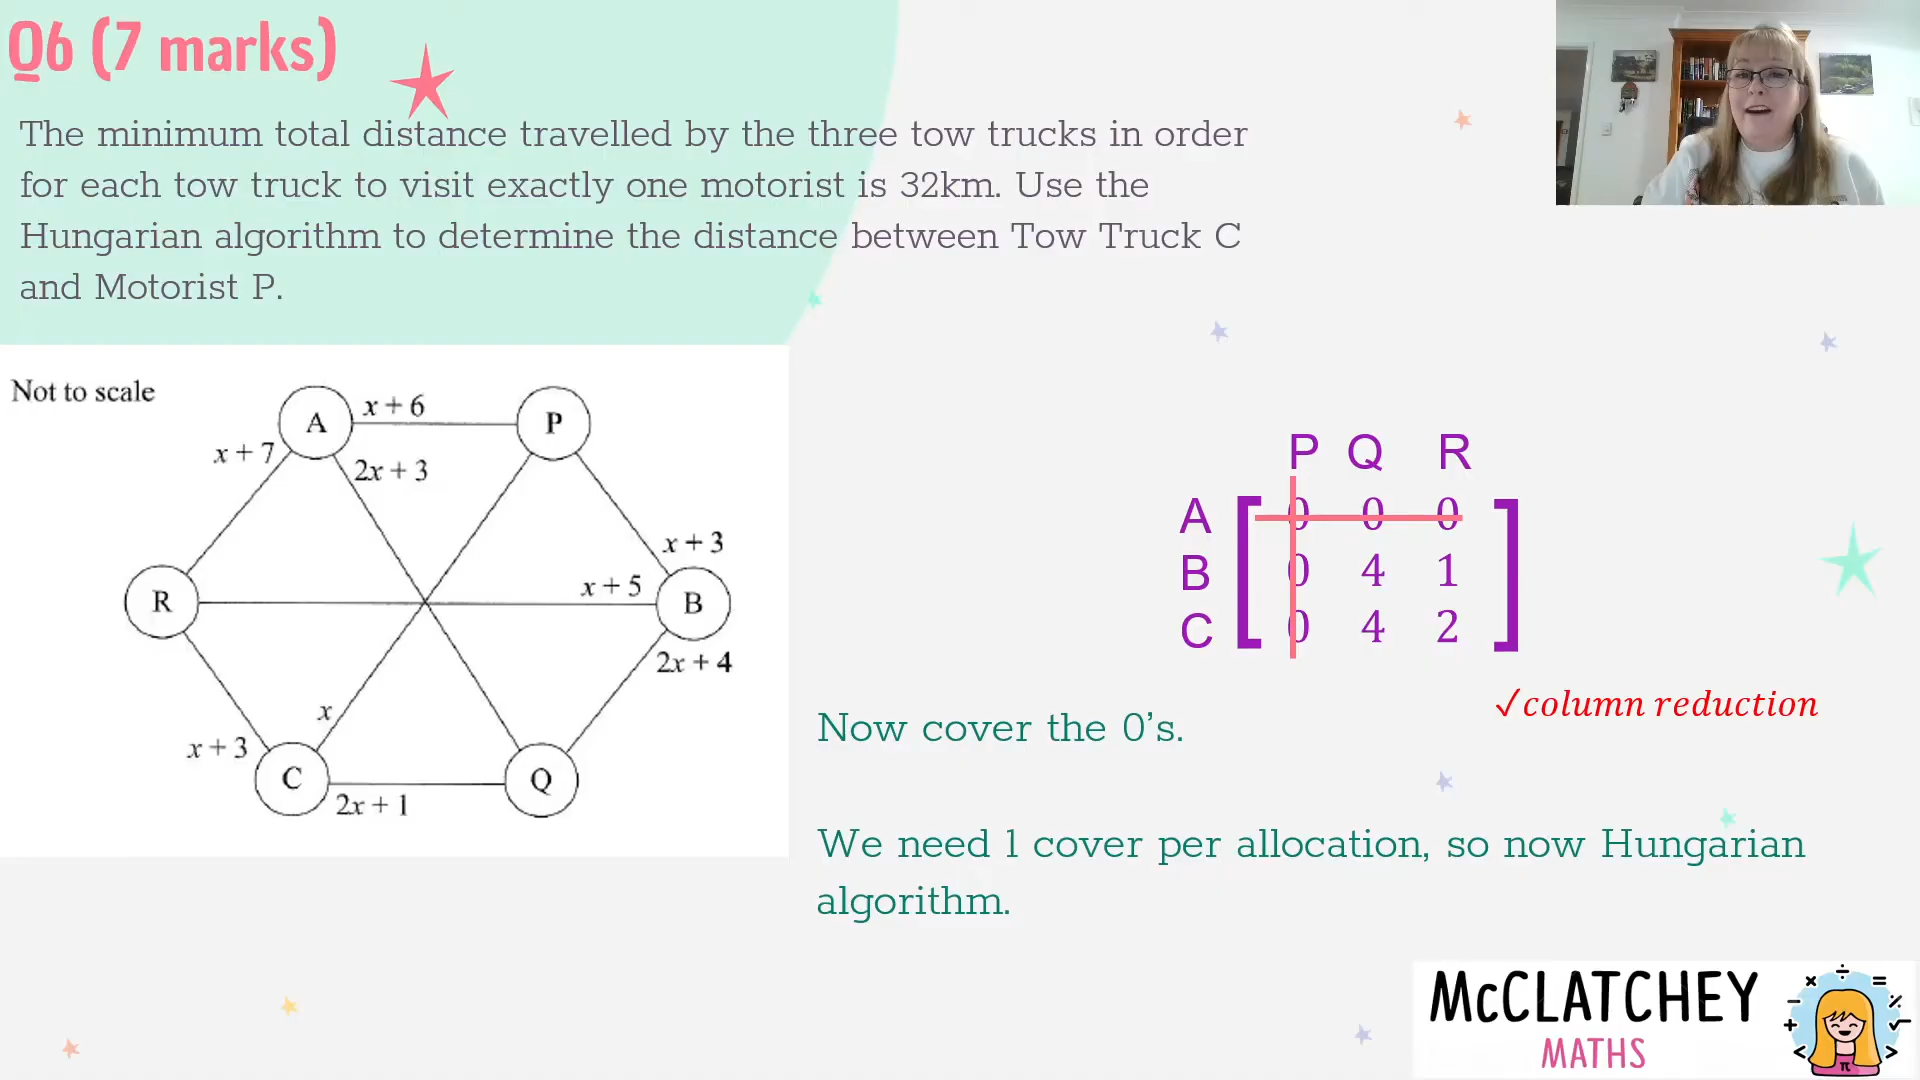 Q6 (7 marks)
The minimum total distance travelled by the three tow trucks in order
for each tow truck to visit exactly one motorist is 32km. Use the
Hungarian algorithm to determine the distance between Tow Truck C
and Motorist P.
Not to scale
A
x + 6
P
x + 7
2x + 3
x + 3
R
x + 5
B
2x + 4
x
x + 3
C
2x + 1
Q
P Q R
A 0 0 0
B 0 4 1
C 0 4 2
✓column reduction
Now cover the 0's.
We need 1 cover per allocation, so now Hungarian
algorithm.
McCLATCHEY
MATHS